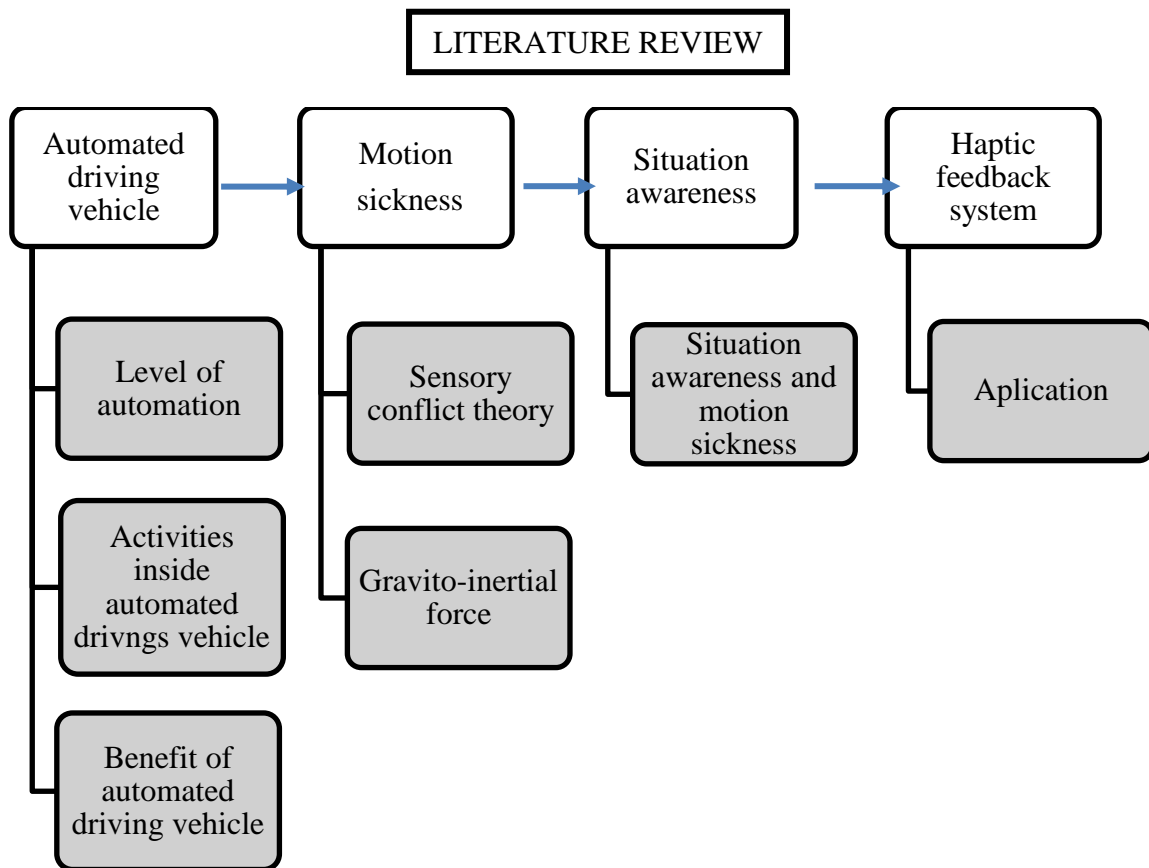 LITERATURE REVIEW
Automated
driving
vehicle
Motion
sickness
Situation
awareness
Haptic
feedback
system
Level of
automation
Sensory
conflict theory
Situation
awareness and
motion
sickness
Aplication
Activities
inside
automated
drivngs vehicle
Gravito-inertial
force
Benefit of
automated
driving vehicle